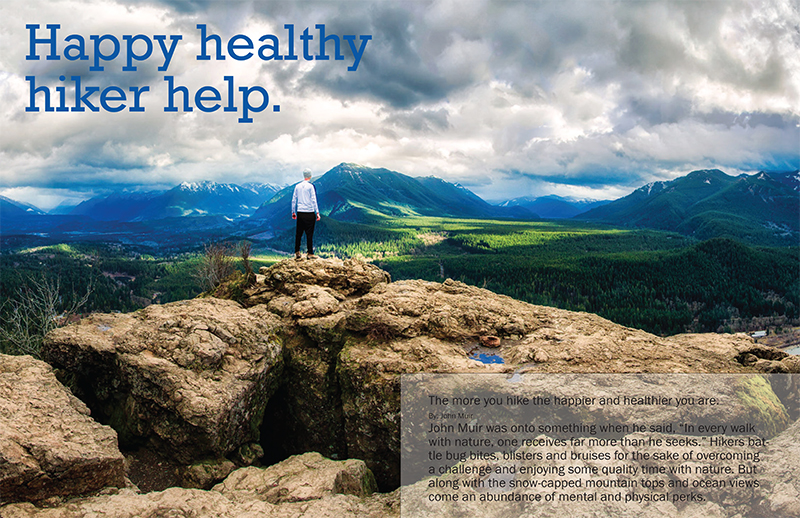 Happy healthy
hiker help.
The more you hike the happier and healthier you are.
By: John Muir
John Muir was onto something when he said, “In every walk
with nature, one receives far more than he seeks.” Hikers bat-
tle bug bites, blisters and bruises for the sake of overcoming
a challenge and enjoying some quality time with nature. But
along with the snow-capped mountain tops and ocean views
come an abundance of mental and physical perks.